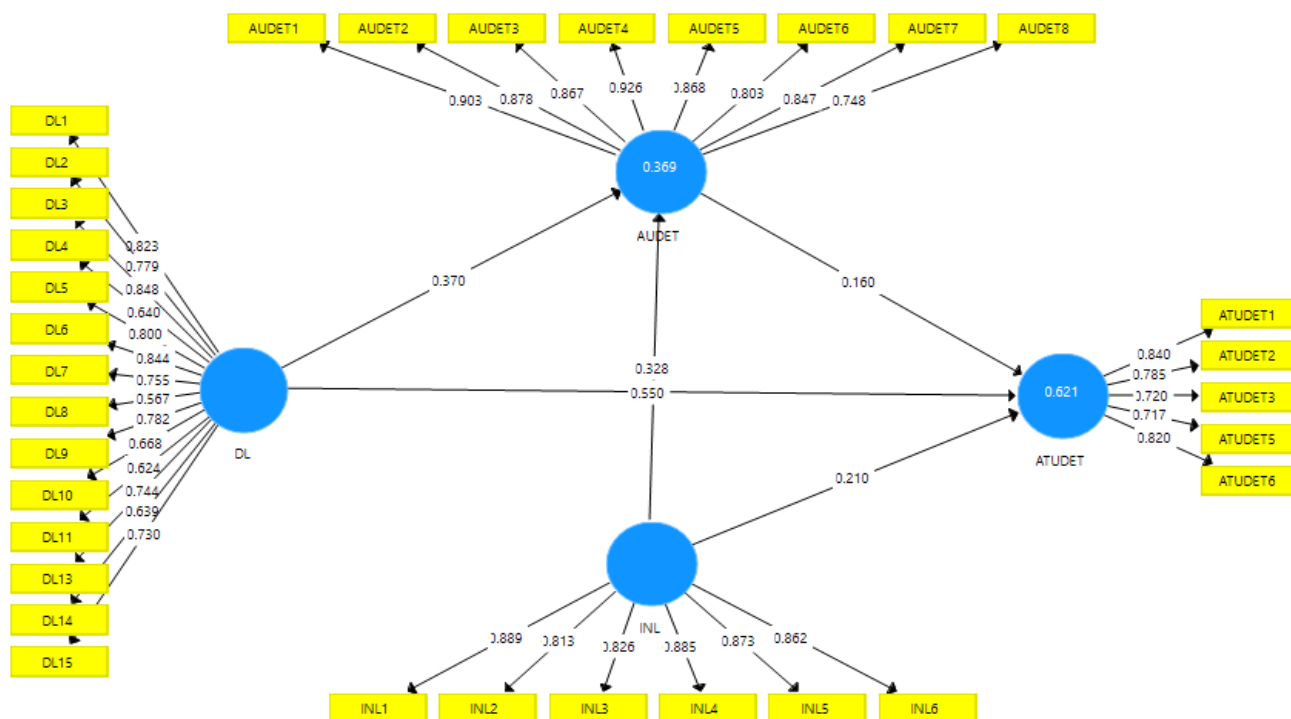 AUDET1 AUDET2 AUDET3 AUDET4 AUDET5 AUDET6 AUDET7 AUDET8
0.903 0.878 0.867 0.926 0.868 0.803 0.847 0.748
DL1
DL2
DL3
DL4
DL5
DL6
DL7
DL8
DL9
DL10
DL11
DL13
DL14
DL15
0.823
0.779
0.848
0.640
0.800
0.844
0.755
0.567
0.782
0.668
0.624
0.744
0.639
0.730
DL
0.369
AUDET
0.370
0.160
0.328
0.550
0.210
0.621
ATUDET
0.840
0.785
0.720
0.717
0.820
ATUDET1
ATUDET2
ATUDET3
ATUDET5
ATUDET6
INL
0.889 0.813 0.826 0.885 0.873 0.862
INL1 INL2 INL3 INL4 INL5 INL6